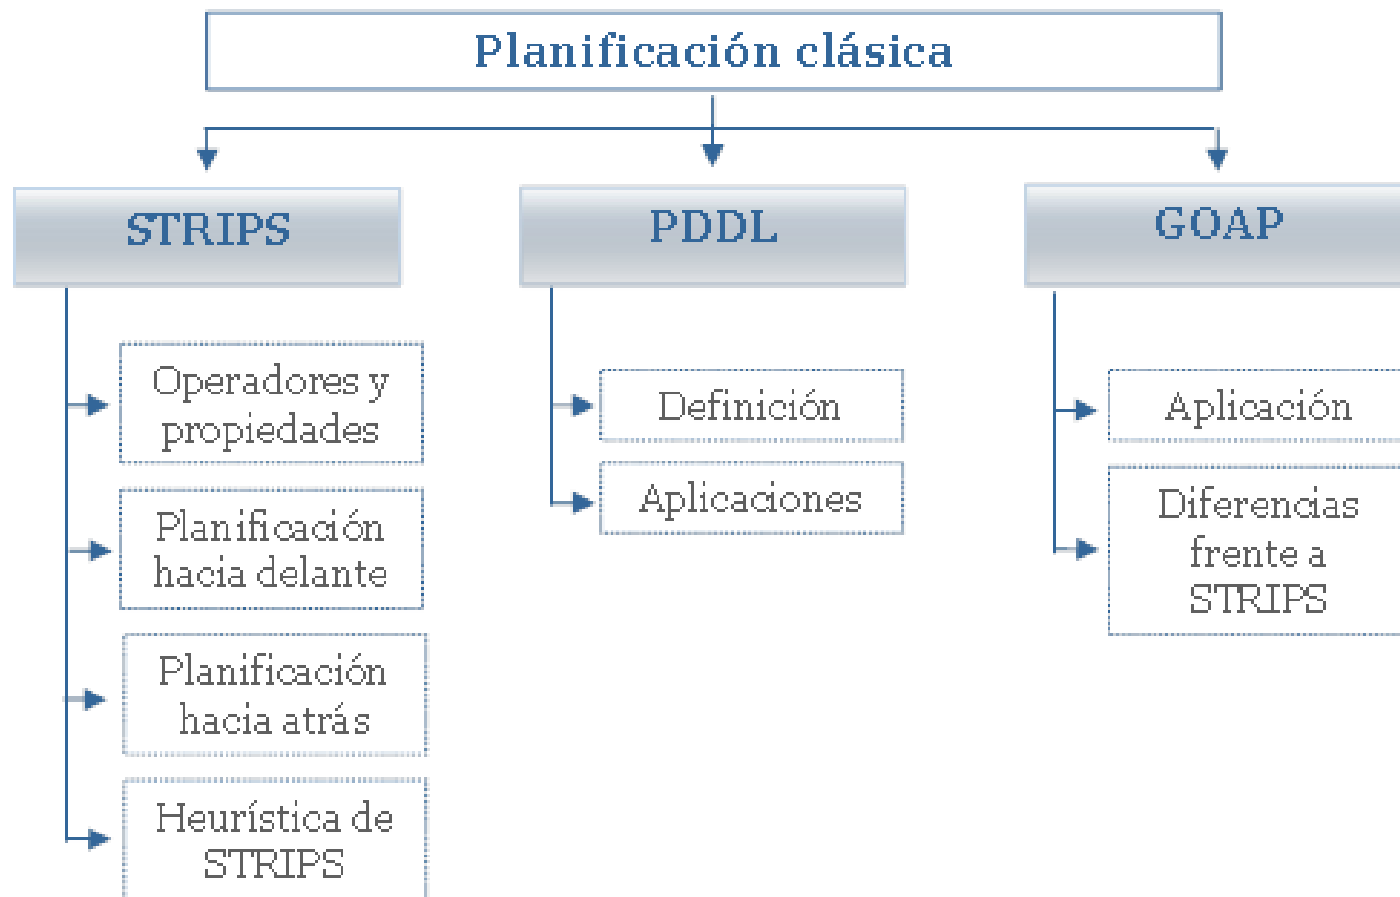 Planificación clásica
STRIPS
Operadores y
propiedades
Planificación
hacia delante
Planificación
hacia atrás
Heurística de
STRIPS
PDDL
Definición
Aplicaciones
GOAP
Aplicación
Diferencias
frente a
STRIPS